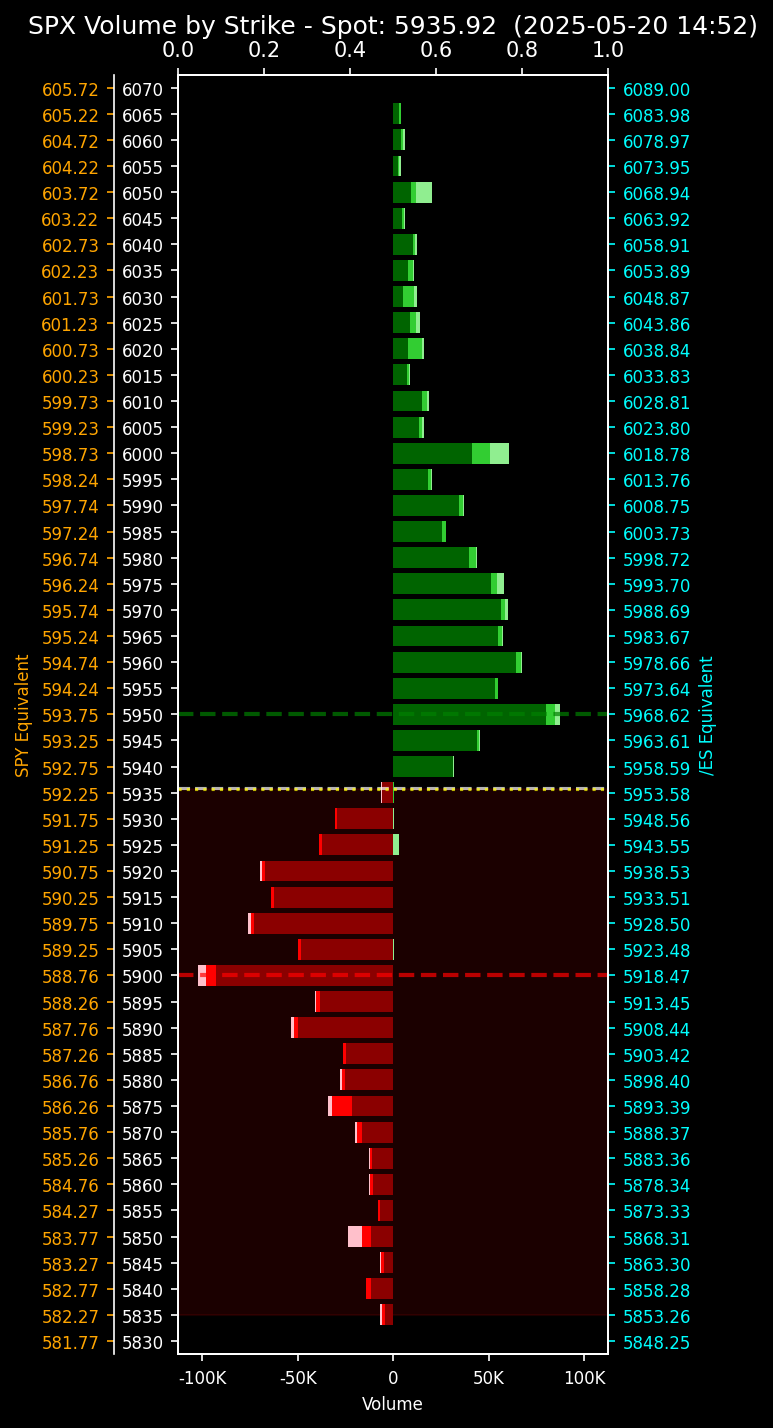 SPX Volume by Strike - Spot: 5935.92 (2025-05-20 14:52)
0.0 0.2 0.4 0.6 0.8 1.0
605.72 6070 6089.00
605.22 6065 6083.98
604.72 6060 6078.97
604.22 6055 6073.95
603.72 6050 6068.94
603.22 6045 6063.92
602.73 6040 6058.91
602.23 6035 6053.89
601.73 6030 6048.87
601.23 6025 6043.86
600.73 6020 6038.84
600.23 6015 6033.83
599.73 6010 6028.81
599.23 6005 6023.80
598.73 6000 6018.78
598.24 5995 6013.76
597.74 5990 6008.75
597.24 5985 6003.73
596.74 5980 5998.72
596.24 5975 5993.70
595.74 5970 5988.69
595.24 5965 5983.67
594.74 5960 5978.66
594.24 5955 5973.64
593.75 5950 5968.62
593.25 5945 5963.61
592.75 5940 5958.59
592.25 5935 5953.58
591.75 5930 5948.56
591.25 5925 5943.55
590.75 5920 5938.53
590.25 5915 5933.51
589.75 5910 5928.50
589.25 5905 5923.48
588.76 5900 5918.47
588.26 5895 5913.45
587.76 5890 5908.44
587.26 5885 5903.42
586.76 5880 5898.40
586.26 5875 5893.39
585.76 5870 5888.37
585.26 5865 5883.36
584.76 5860 5878.34
584.27 5855 5873.33
583.77 5850 5868.31
583.27 5845 5863.30
582.77 5840 5858.28
582.27 5835 5853.26
581.77 5830 5848.25
SPY Equivalent
/ES Equivalent
-100K -50K 0 50K 100K
Volume